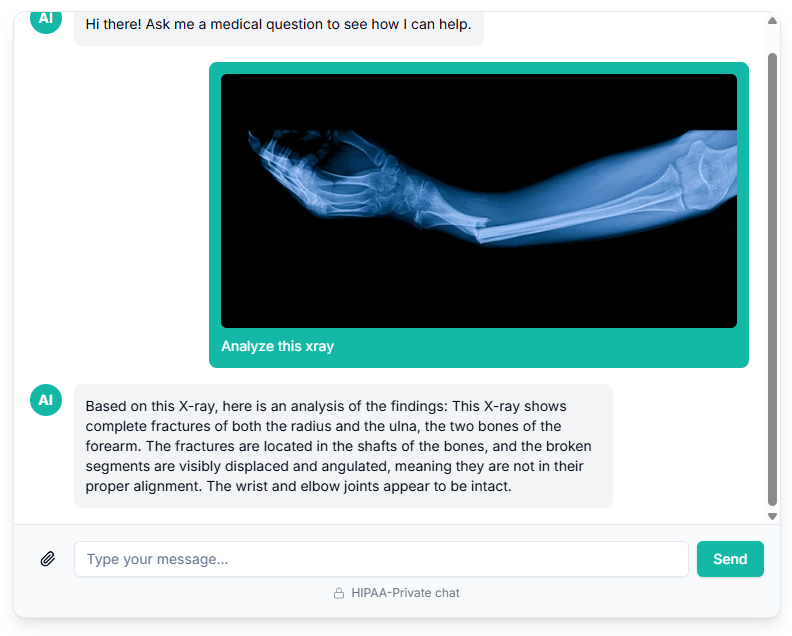 AI
Hi there! Ask me a medical question to see how I can help.
Analyze this xray
AI
Based on this X-ray, here is an analysis of the findings: This X-ray shows
complete fractures of both the radius and the ulna, the two bones of the
forearm. The fractures are located in the shafts of the bones, and the broken
segments are visibly displaced and angulated, meaning they are not in their
proper alignment. The wrist and elbow joints appear to be intact.
Type your message...
Send
HIPAA-Private chat